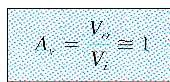 A_v = V_o / V_i ≅ 1